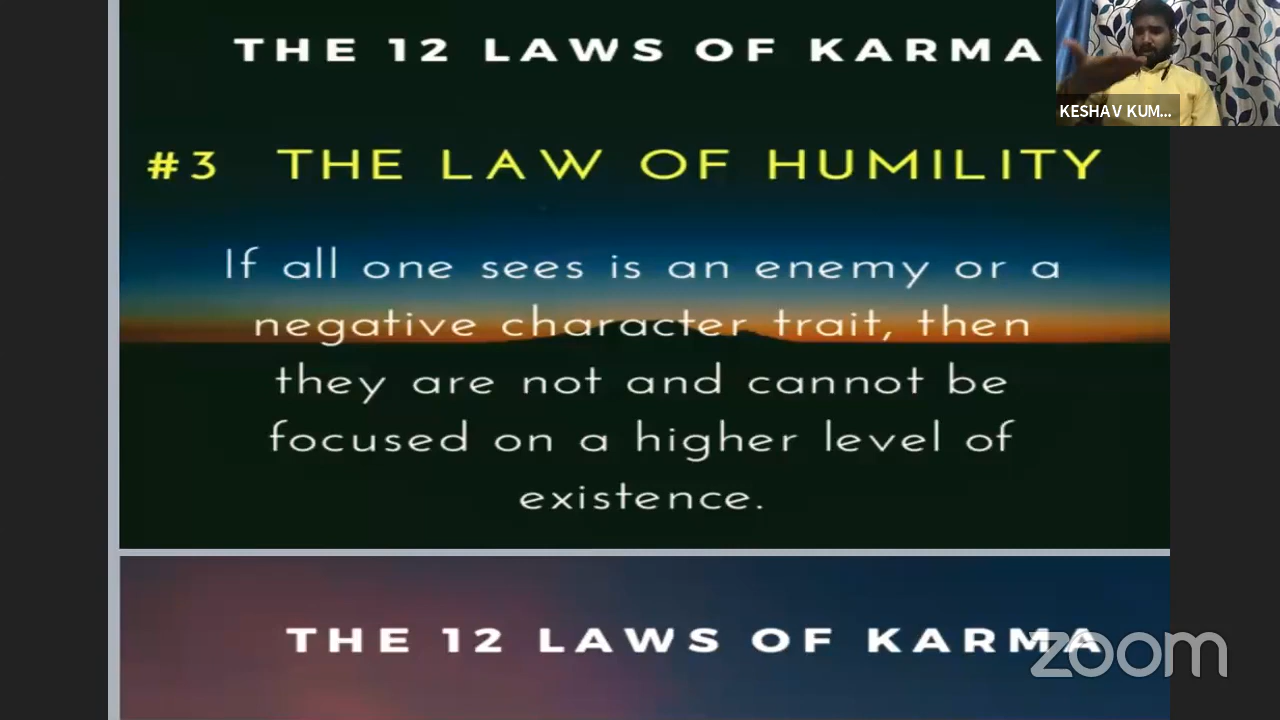 THE 12 LAWS OF KARMA
KESHAV KUM...
#3 THE LAW OF HUMILITY
If all one sees is an enemy or a
negative character trait, then
they are not and cannot be
focused on a higher level of
existence.
THE 12 LAWS OF KARMA
zoom